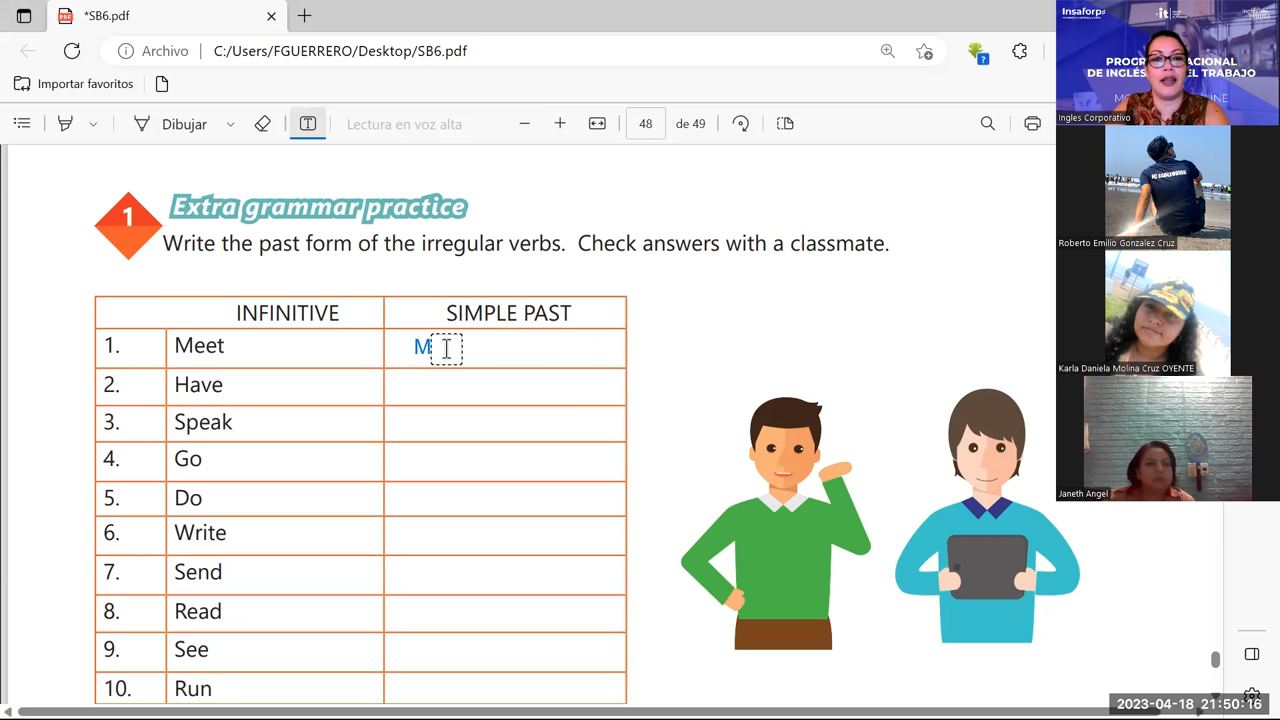 *SB6.pdf
Archivo
C:/Users/FGUERRERO/Desktop/SB6.pdf
Importar favoritos
Dibujar
Lectura en voz alta
48
de 49
1
Extra grammar practice
Write the past form of the irregular verbs. Check answers with a classmate.
INFINITIVE SIMPLE PAST
1. Meet M
2. Have
3. Speak
4. Go
5. Do
6. Write
7. Send
8. Read
9. See
10. Run
Insaforp
Ingles Corporativo
Roberto Emilio Gonzalez Cruz
Karla Daniela Molina Cruz OYENTE
Janeth Angel
2023-04-18 21:50:16